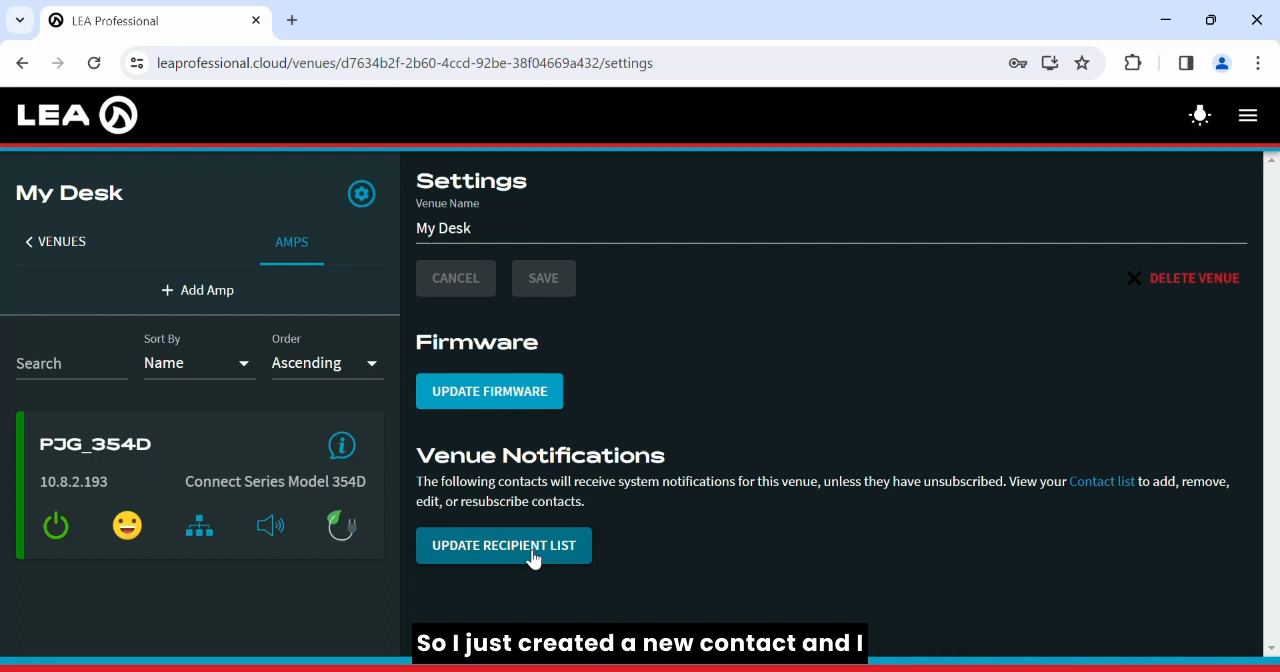 LEA Professional
leaprofessional.cloud/venues/d7634b2f-2b60-4ccd-92be-38f04669a432/settings
LEA
My Desk
VENUES
AMPS
+ Add Amp
Search
Sort By
Name
Order
Ascending
PJG_354D
10.8.2.193
Connect Series Model 354D
Settings
Venue Name
My Desk
CANCEL
SAVE
DELETE VENUE
Firmware
UPDATE FIRMWARE
Venue Notifications
The following contacts will receive system notifications for this venue, unless they have unsubscribed. View your Contact list to add, remove,
edit, or resubscribe contacts.
UPDATE RECIPIENT LIST
So I just created a new contact and I